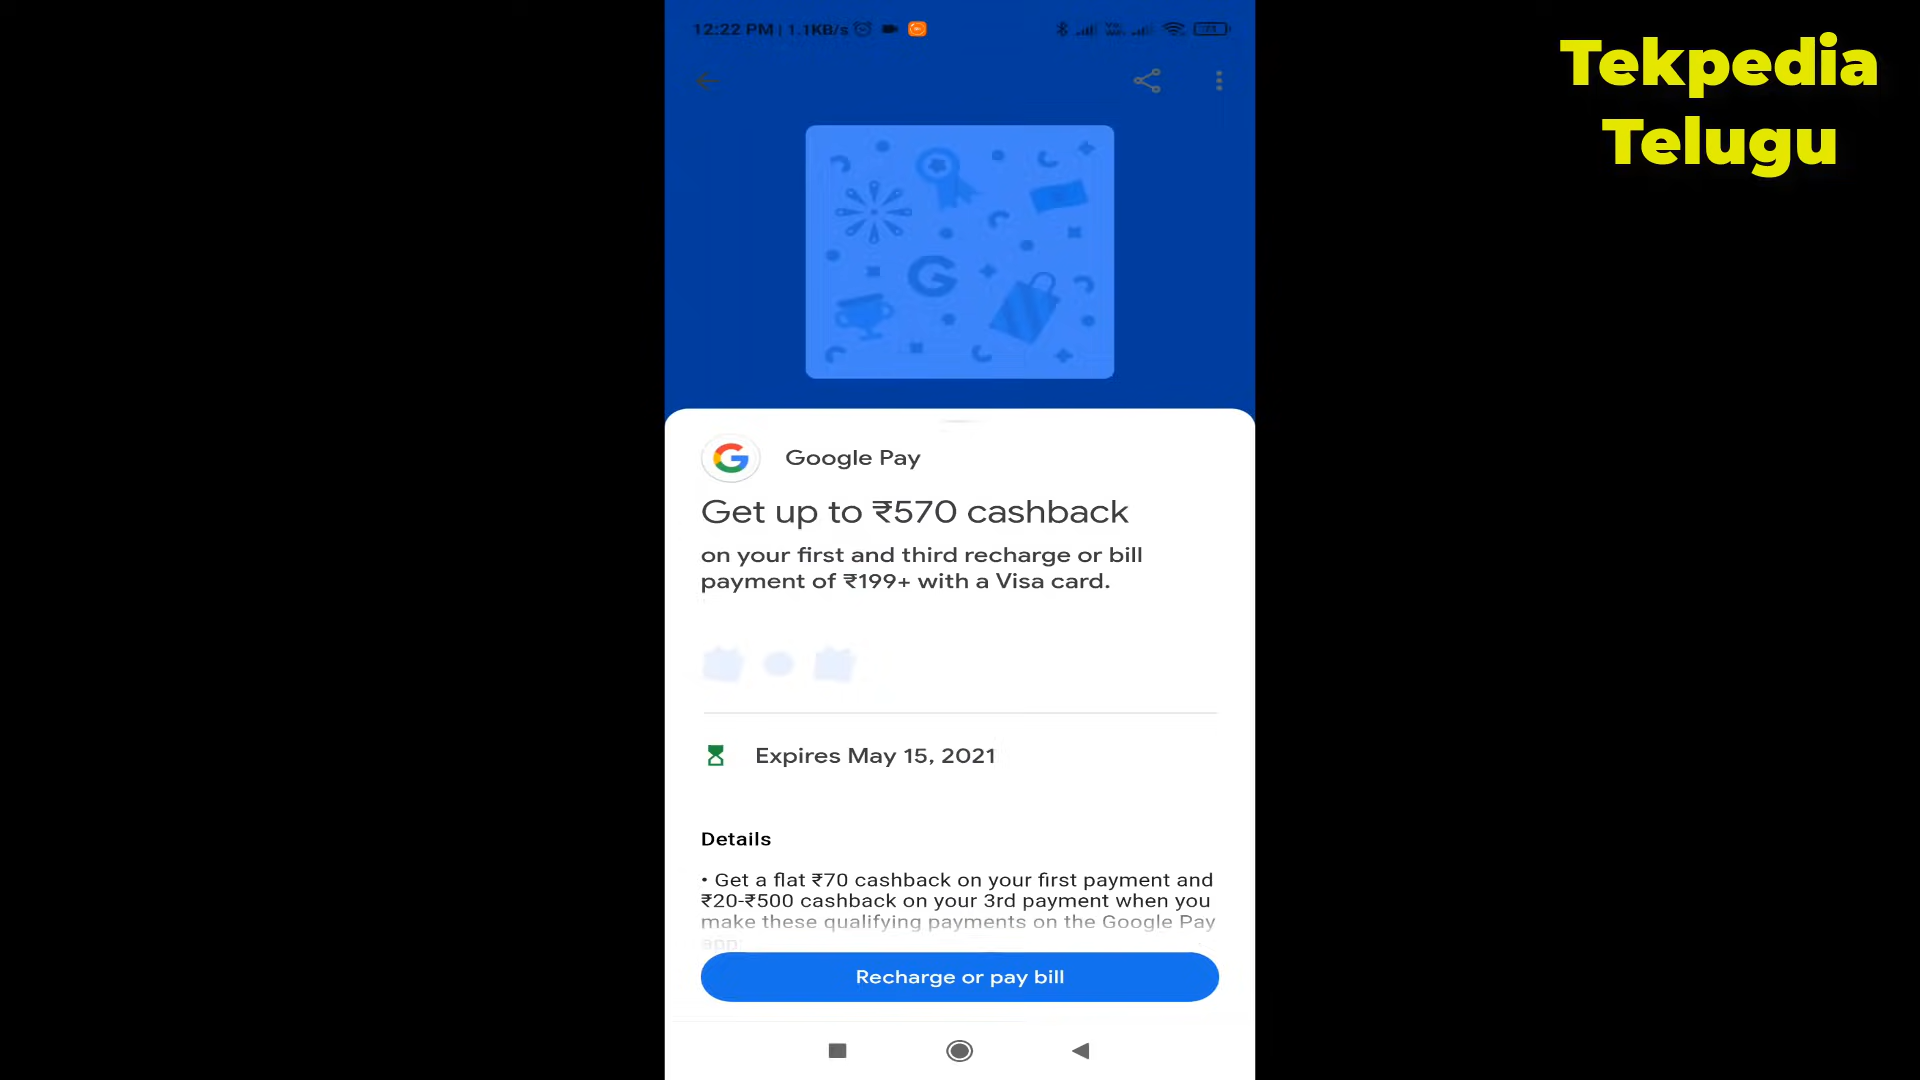 12:22 PM | 1.1KB/s
Tekpedia
Telugu
Google Pay
Get up to ₹570 cashback
on your first and third recharge or bill
payment of ₹199+ with a Visa card.
Expires May 15, 2021
Details
• Get a flat ₹70 cashback on your first payment and
₹20-₹500 cashback on your 3rd payment when you
make these qualifying payments on the Google Pay
app:
Recharge or pay bill